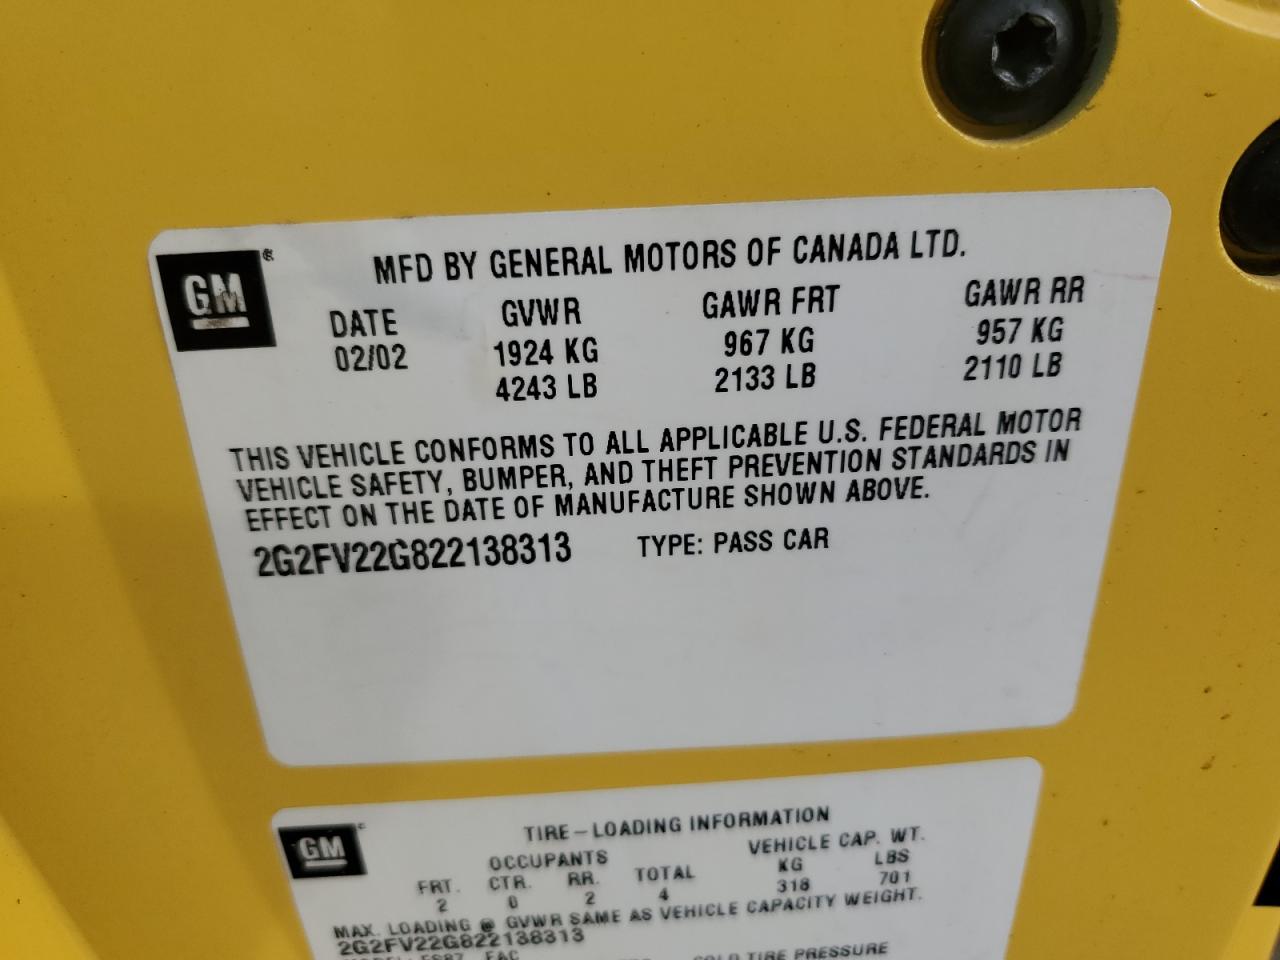 GM ®
MFD BY GENERAL MOTORS OF CANADA LTD.
DATE GVWR GAWR FRT GAWR RR
02/02 1924 KG 967 KG 957 KG
4243 LB 2133 LB 2110 LB
THIS VEHICLE CONFORMS TO ALL APPLICABLE U.S. FEDERAL MOTOR
VEHICLE SAFETY, BUMPER, AND THEFT PREVENTION STANDARDS IN
EFFECT ON THE DATE OF MANUFACTURE SHOWN ABOVE.
2G2FV22G822138313 TYPE: PASS CAR
GM
TIRE-LOADING INFORMATION
OCCUPANTS VEHICLE CAP. WT.
FRT. CTR. RR. TOTAL KG LBS
2 0 2 4 318 701
MAX. LOADING @ GVWR SAME AS VEHICLE CAPACITY WEIGHT.
2G2FV22G822138313
TIRE PRESSURE